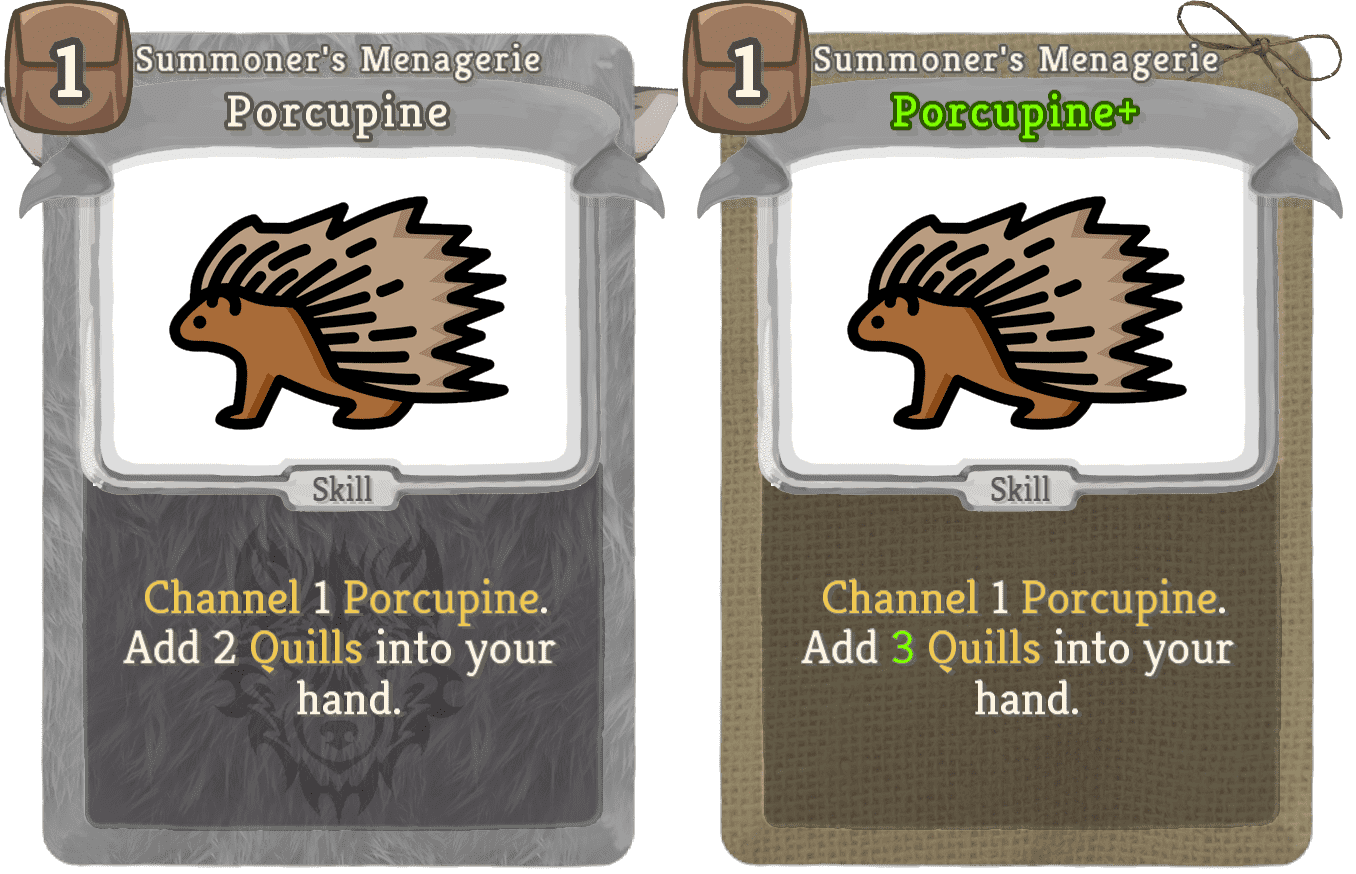 1
Summoner's Menagerie
Porcupine
Skill
Channel 1 Porcupine.
Add 2 Quills into your
hand.
1
Summoner's Menagerie
Porcupine+
Skill
Channel 1 Porcupine.
Add 3 Quills into your
hand.